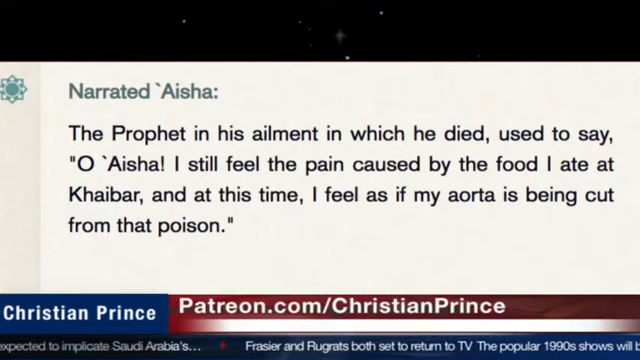 Narrated `Aisha:
The Prophet in his ailment in which he died, used to say,
"O `Aisha! I still feel the pain caused by the food I ate at
Khaibar, and at this time, I feel as if my aorta is being cut
from that poison."
Christian Prince
Patreon.com/ChristianPrince
expected to implicate Saudi Arabia's... Frasier and Rugrats both set to return to TV The popular 1990s shows will b